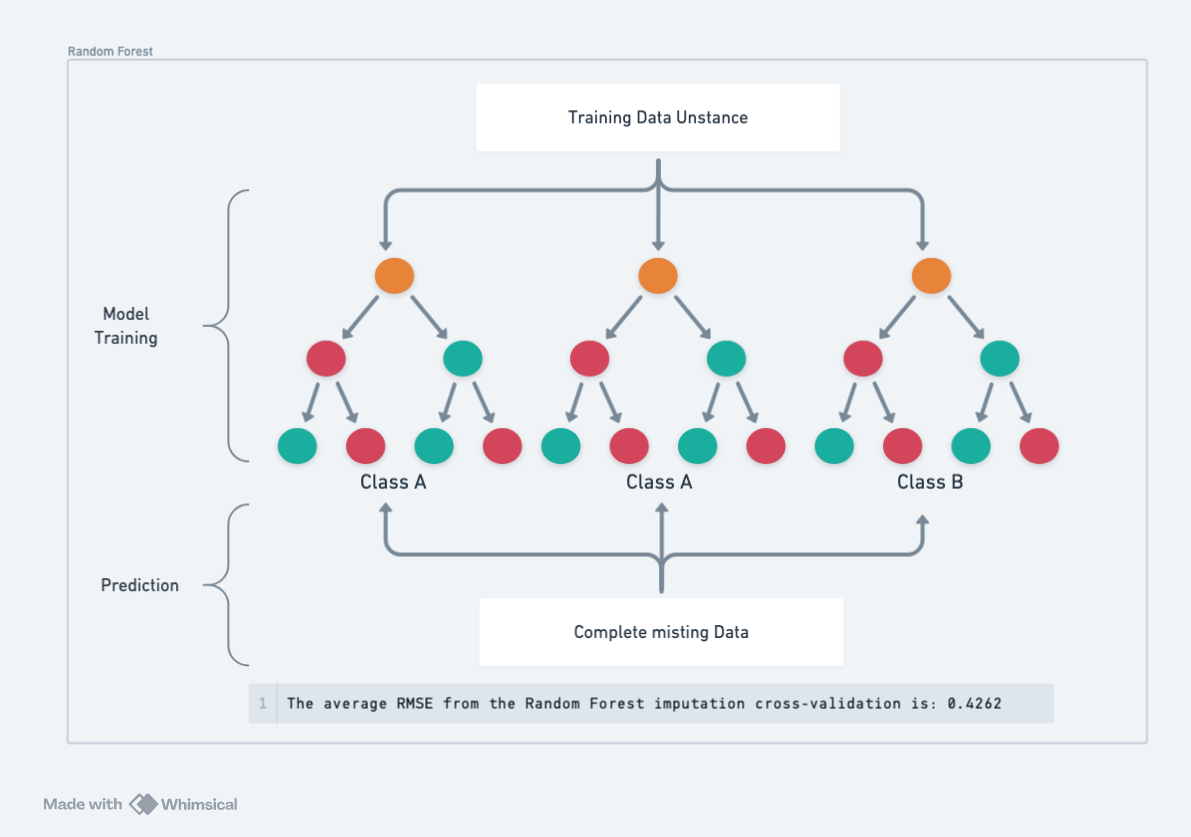 Random Forest
Training Data Unstance
Model
Training
Class A
Class A
Class B
Prediction
Complete misting Data
1 The average RMSE from the Random Forest imputation cross-validation is: 0.4262
Made with Whimsical